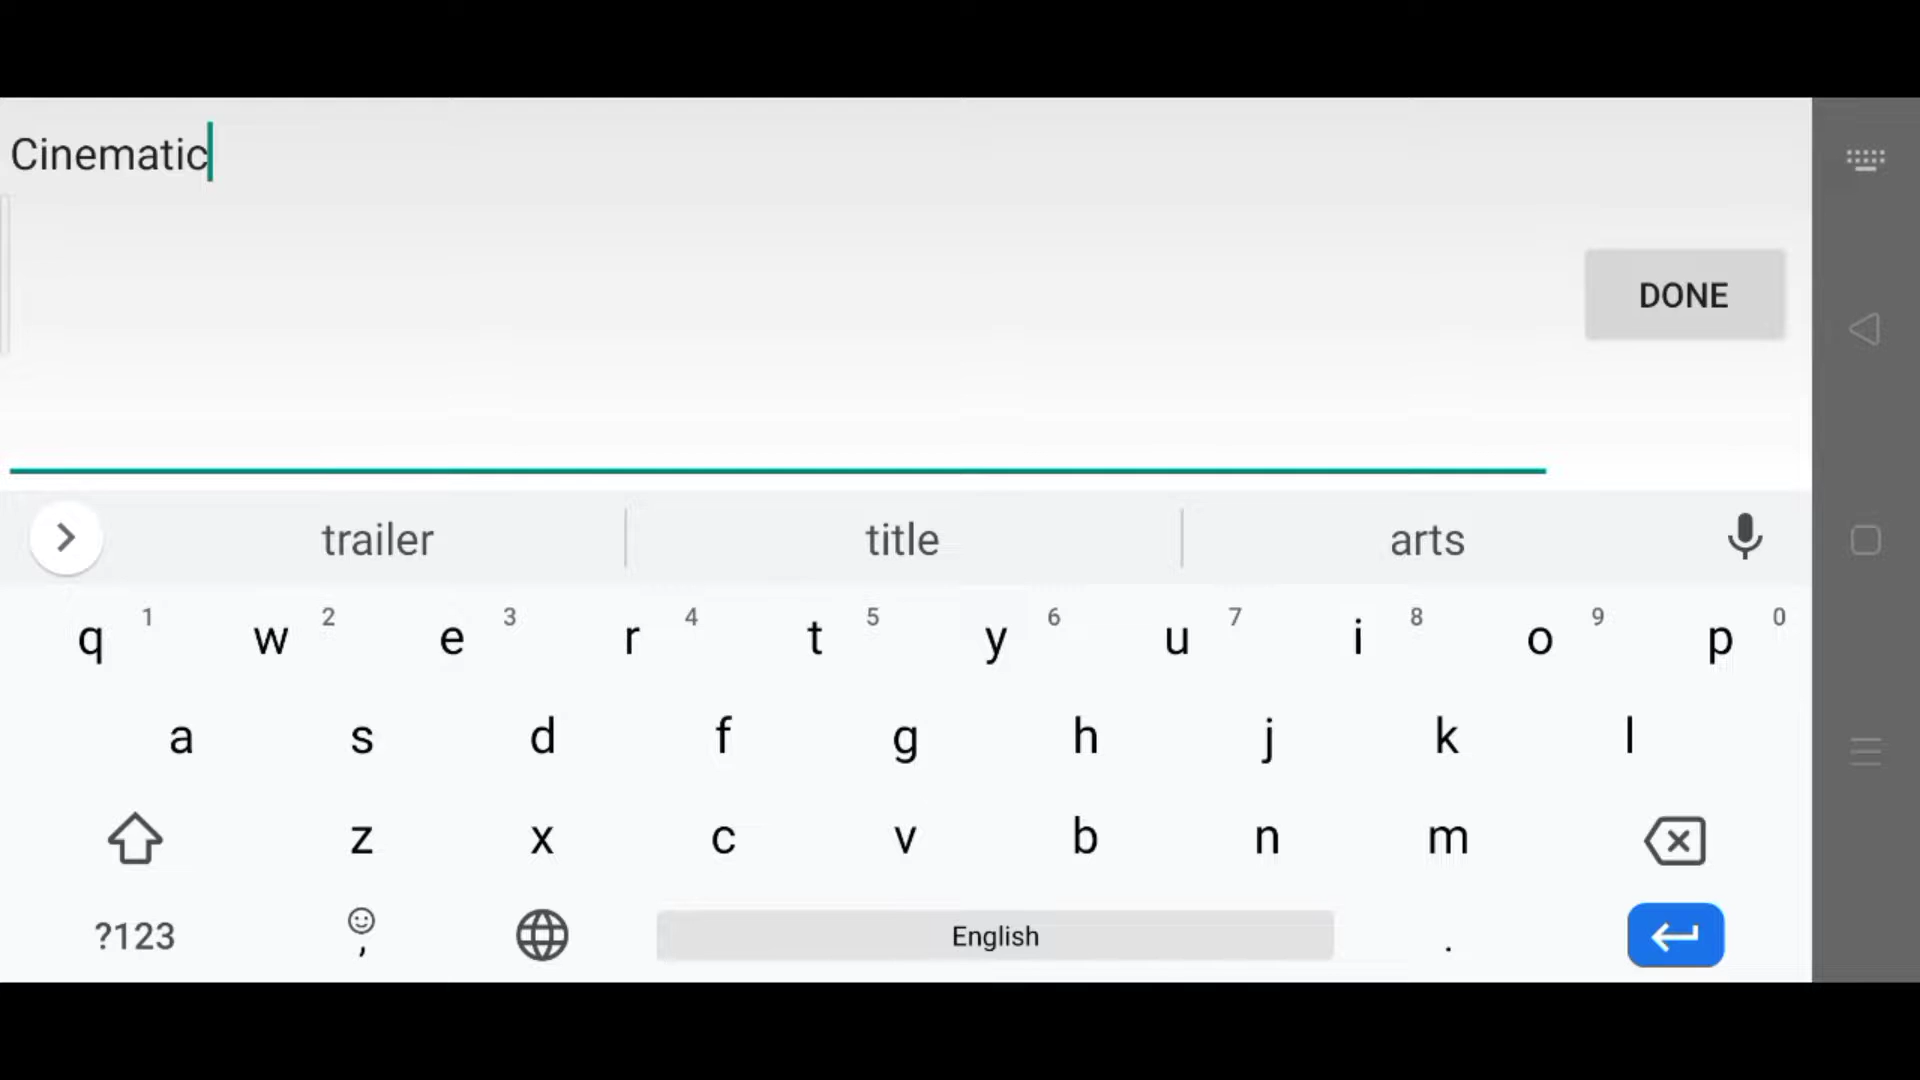 Cinematic
DONE
trailer title arts
q 1 w 2 e 3 r 4 t 5 y 6 u 7 i 8 o 9 p 0
a s d f g h j k l
z x c v b n m
?123 , English .